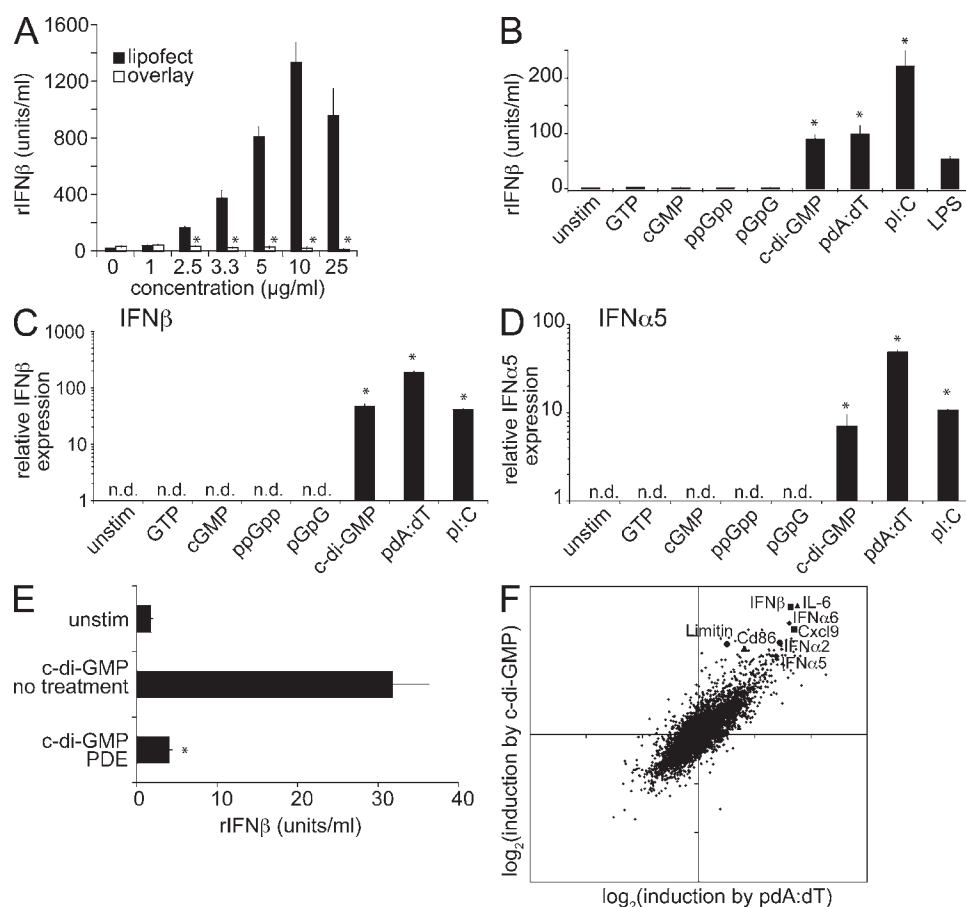 A
1600
1200
800
400
0
rIFNβ (units/ml)
lipofect
overlay
* * * * *
0 1 2.5 3.3 5 10 25
concentration (µg/ml)
B
200
100
0
rIFNβ (units/ml)
* * *
unstim GTP cGMP ppGpp pGpG c-di-GMP pdA:dT pI:C LPS
C IFNβ
1000
100
10
1
relative IFNβ
expression
n.d. n.d. n.d. n.d. n.d. * * *
unstim GTP cGMP ppGpp pGpG c-di-GMP pdA:dT pI:C
D IFNα5
100
10
1
relative IFNα5
expression
n.d. n.d. n.d. n.d. n.d. * * *
unstim GTP cGMP ppGpp pGpG c-di-GMP pdA:dT pI:C
E
unstim
c-di-GMP
no treatment
c-di-GMP
PDE
*
0 10 20 30 40
rIFNβ (units/ml)
F
log2(induction by c-di-GMP)
IFNβ IL-6
IFNα6
Limitin Cxcl9
Cd86 IFNα2
IFNα5
log2(induction by pdA:dT)